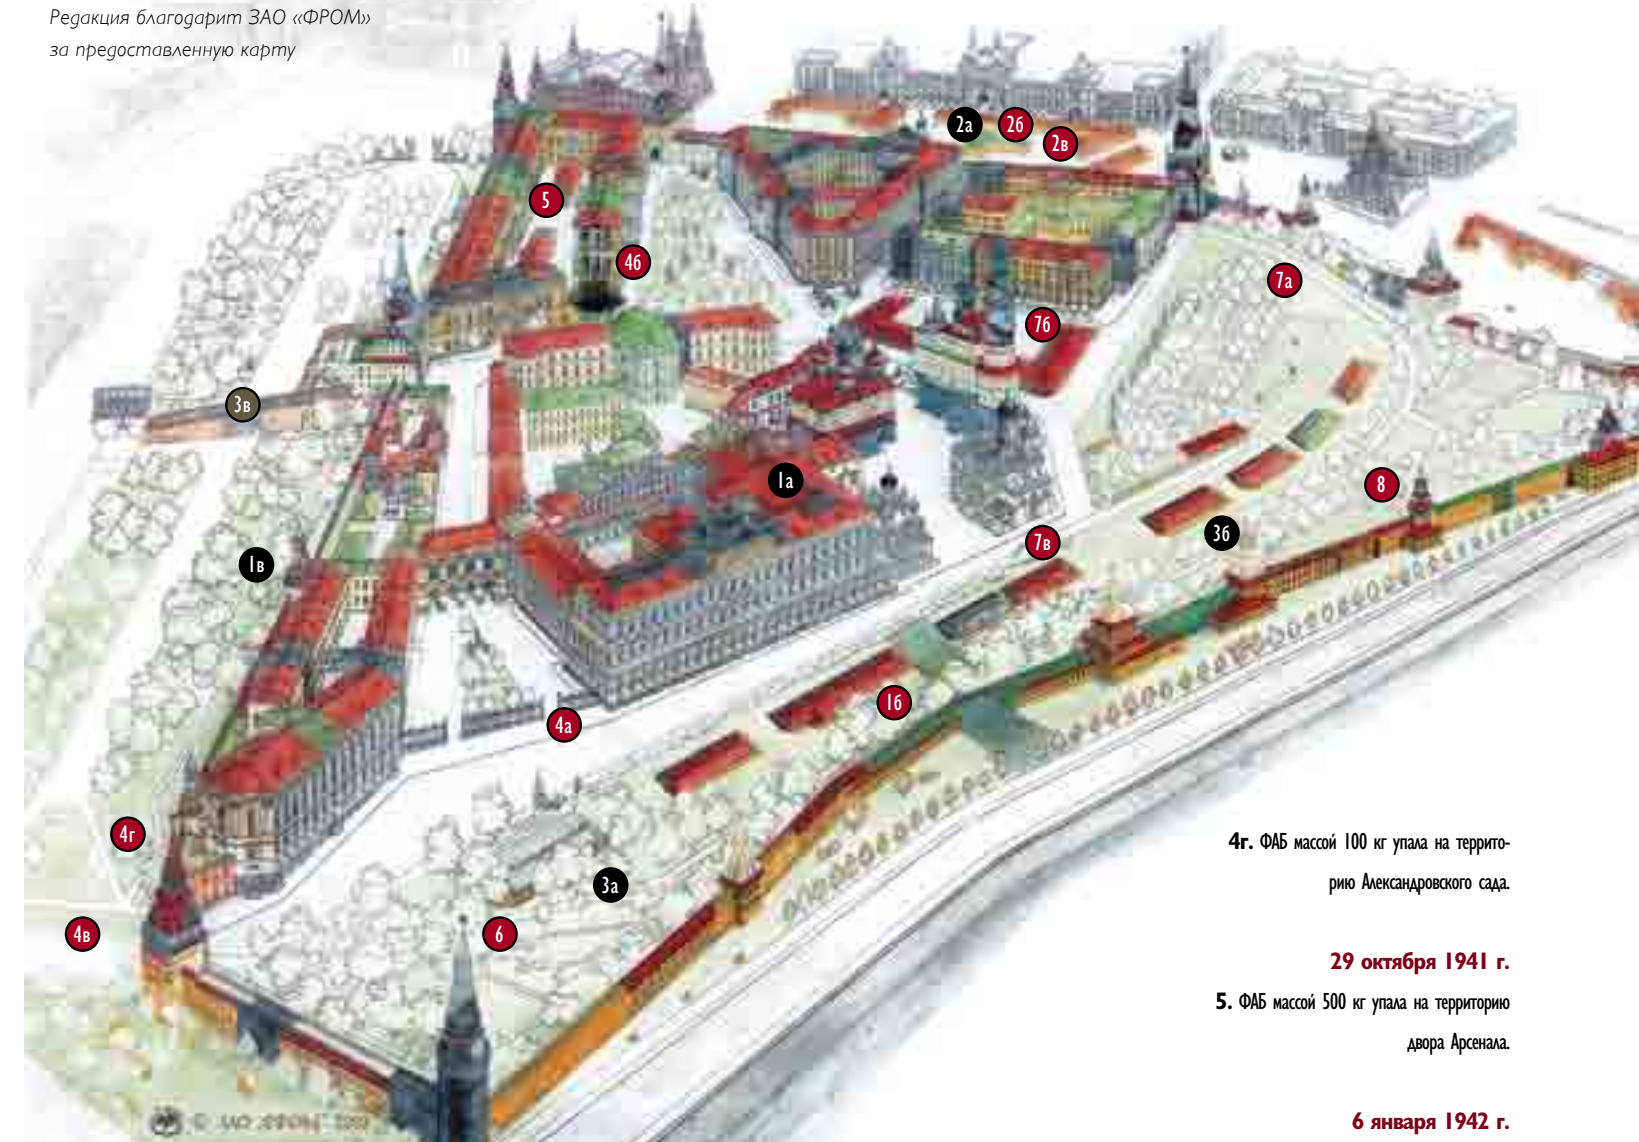 Редакция благодарит ЗАО «ФРОМ»
за предоставленную карту
2а
2б
2в
5
4б
7а
7б
3в
1а
8
3б
7в
1в
1б
4а
4г
3а
4в
6
4г. ФАБ массой 100 кг упала на террито-
рию Александровского сада.
29 октября 1941 г.
5. ФАБ массой 500 кг упала на территорию
двора Арсенала.
6 января 1942 г.